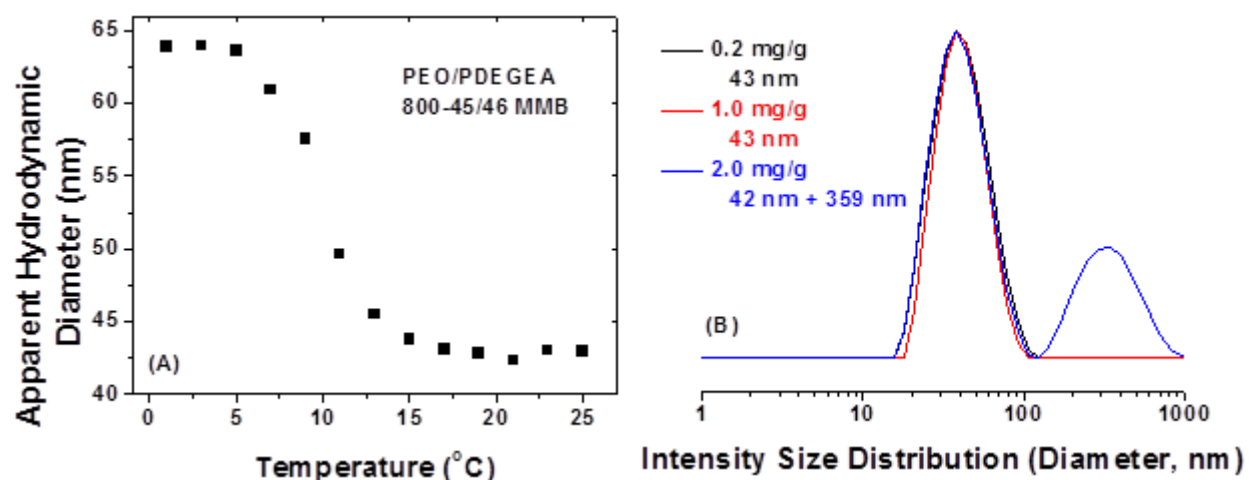 Apparent Hydrodynamic
Diameter (nm)
65
60
55
50
45
40
PEO/PDEGEA
800-45/46 MMB
(A)
0
5
10
15
20
25
Temperature (°C)
0.2 mg/g
43 nm
1.0 mg/g
43 nm
2.0 mg/g
42 nm + 359 nm
(B)
1
10
100
1000
Intensity Size Distribution (Diameter, nm)